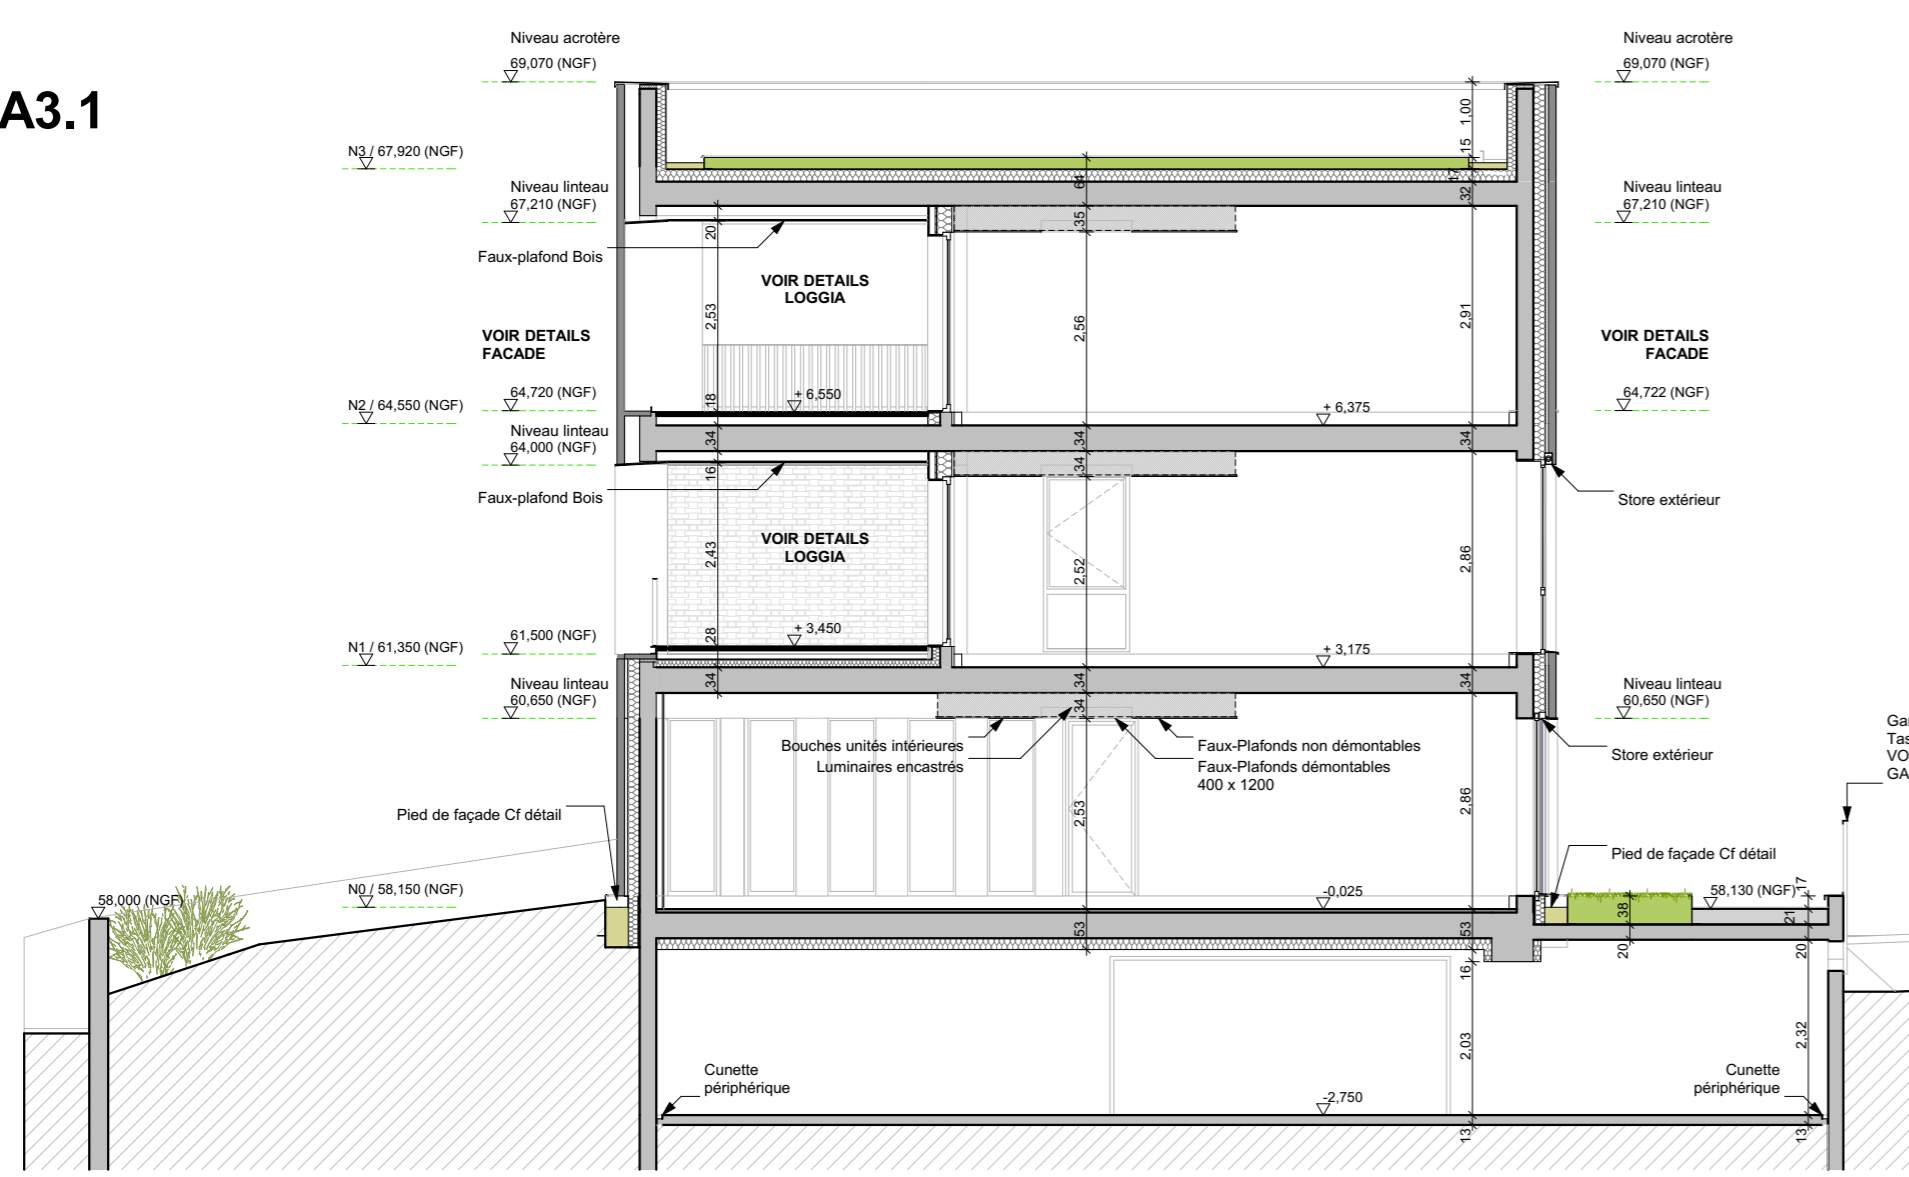 Niveau acrotère
69,070 (NGF)
Niveau acrotère
69,070 (NGF)
A3.1
1,00
15
N3 / 67,920 (NGF)
17
64
32
Niveau linteau
67,210 (NGF)
Niveau linteau
67,210 (NGF)
20
35
Faux-plafond Bois
VOIR DETAILS
LOGGIA
2,53
2,56
2,91
VOIR DETAILS
FACADE
VOIR DETAILS
FACADE
64,720 (NGF)
64,722 (NGF)
N2 / 64,550 (NGF)
18
+ 6,550
+ 6,375
Niveau linteau
64,000 (NGF)
34
34
34
16
34
Faux-plafond Bois
Store extérieur
VOIR DETAILS
LOGGIA
2,43
2,52
2,86
61,500 (NGF)
N1 / 61,350 (NGF)
28
+ 3,450
+ 3,175
34
34
34
Niveau linteau
60,650 (NGF)
Niveau linteau
60,650 (NGF)
34
Bouches unités intérieures
Luminaires encastrés
Faux-Plafonds non démontables
Faux-Plafonds démontables
400 x 1200
Store extérieur
Gar
Tas
VO
GA
Pied de façade Cf détail
2,53
2,86
Pied de façade Cf détail
58,000 (NGF)
N0 / 58,150 (NGF)
-0,025
58,130 (NGF)
17
38
21
53
53
20
20
16
2,03
2,32
Cunette
périphérique
Cunette
périphérique
-2,750
13
13